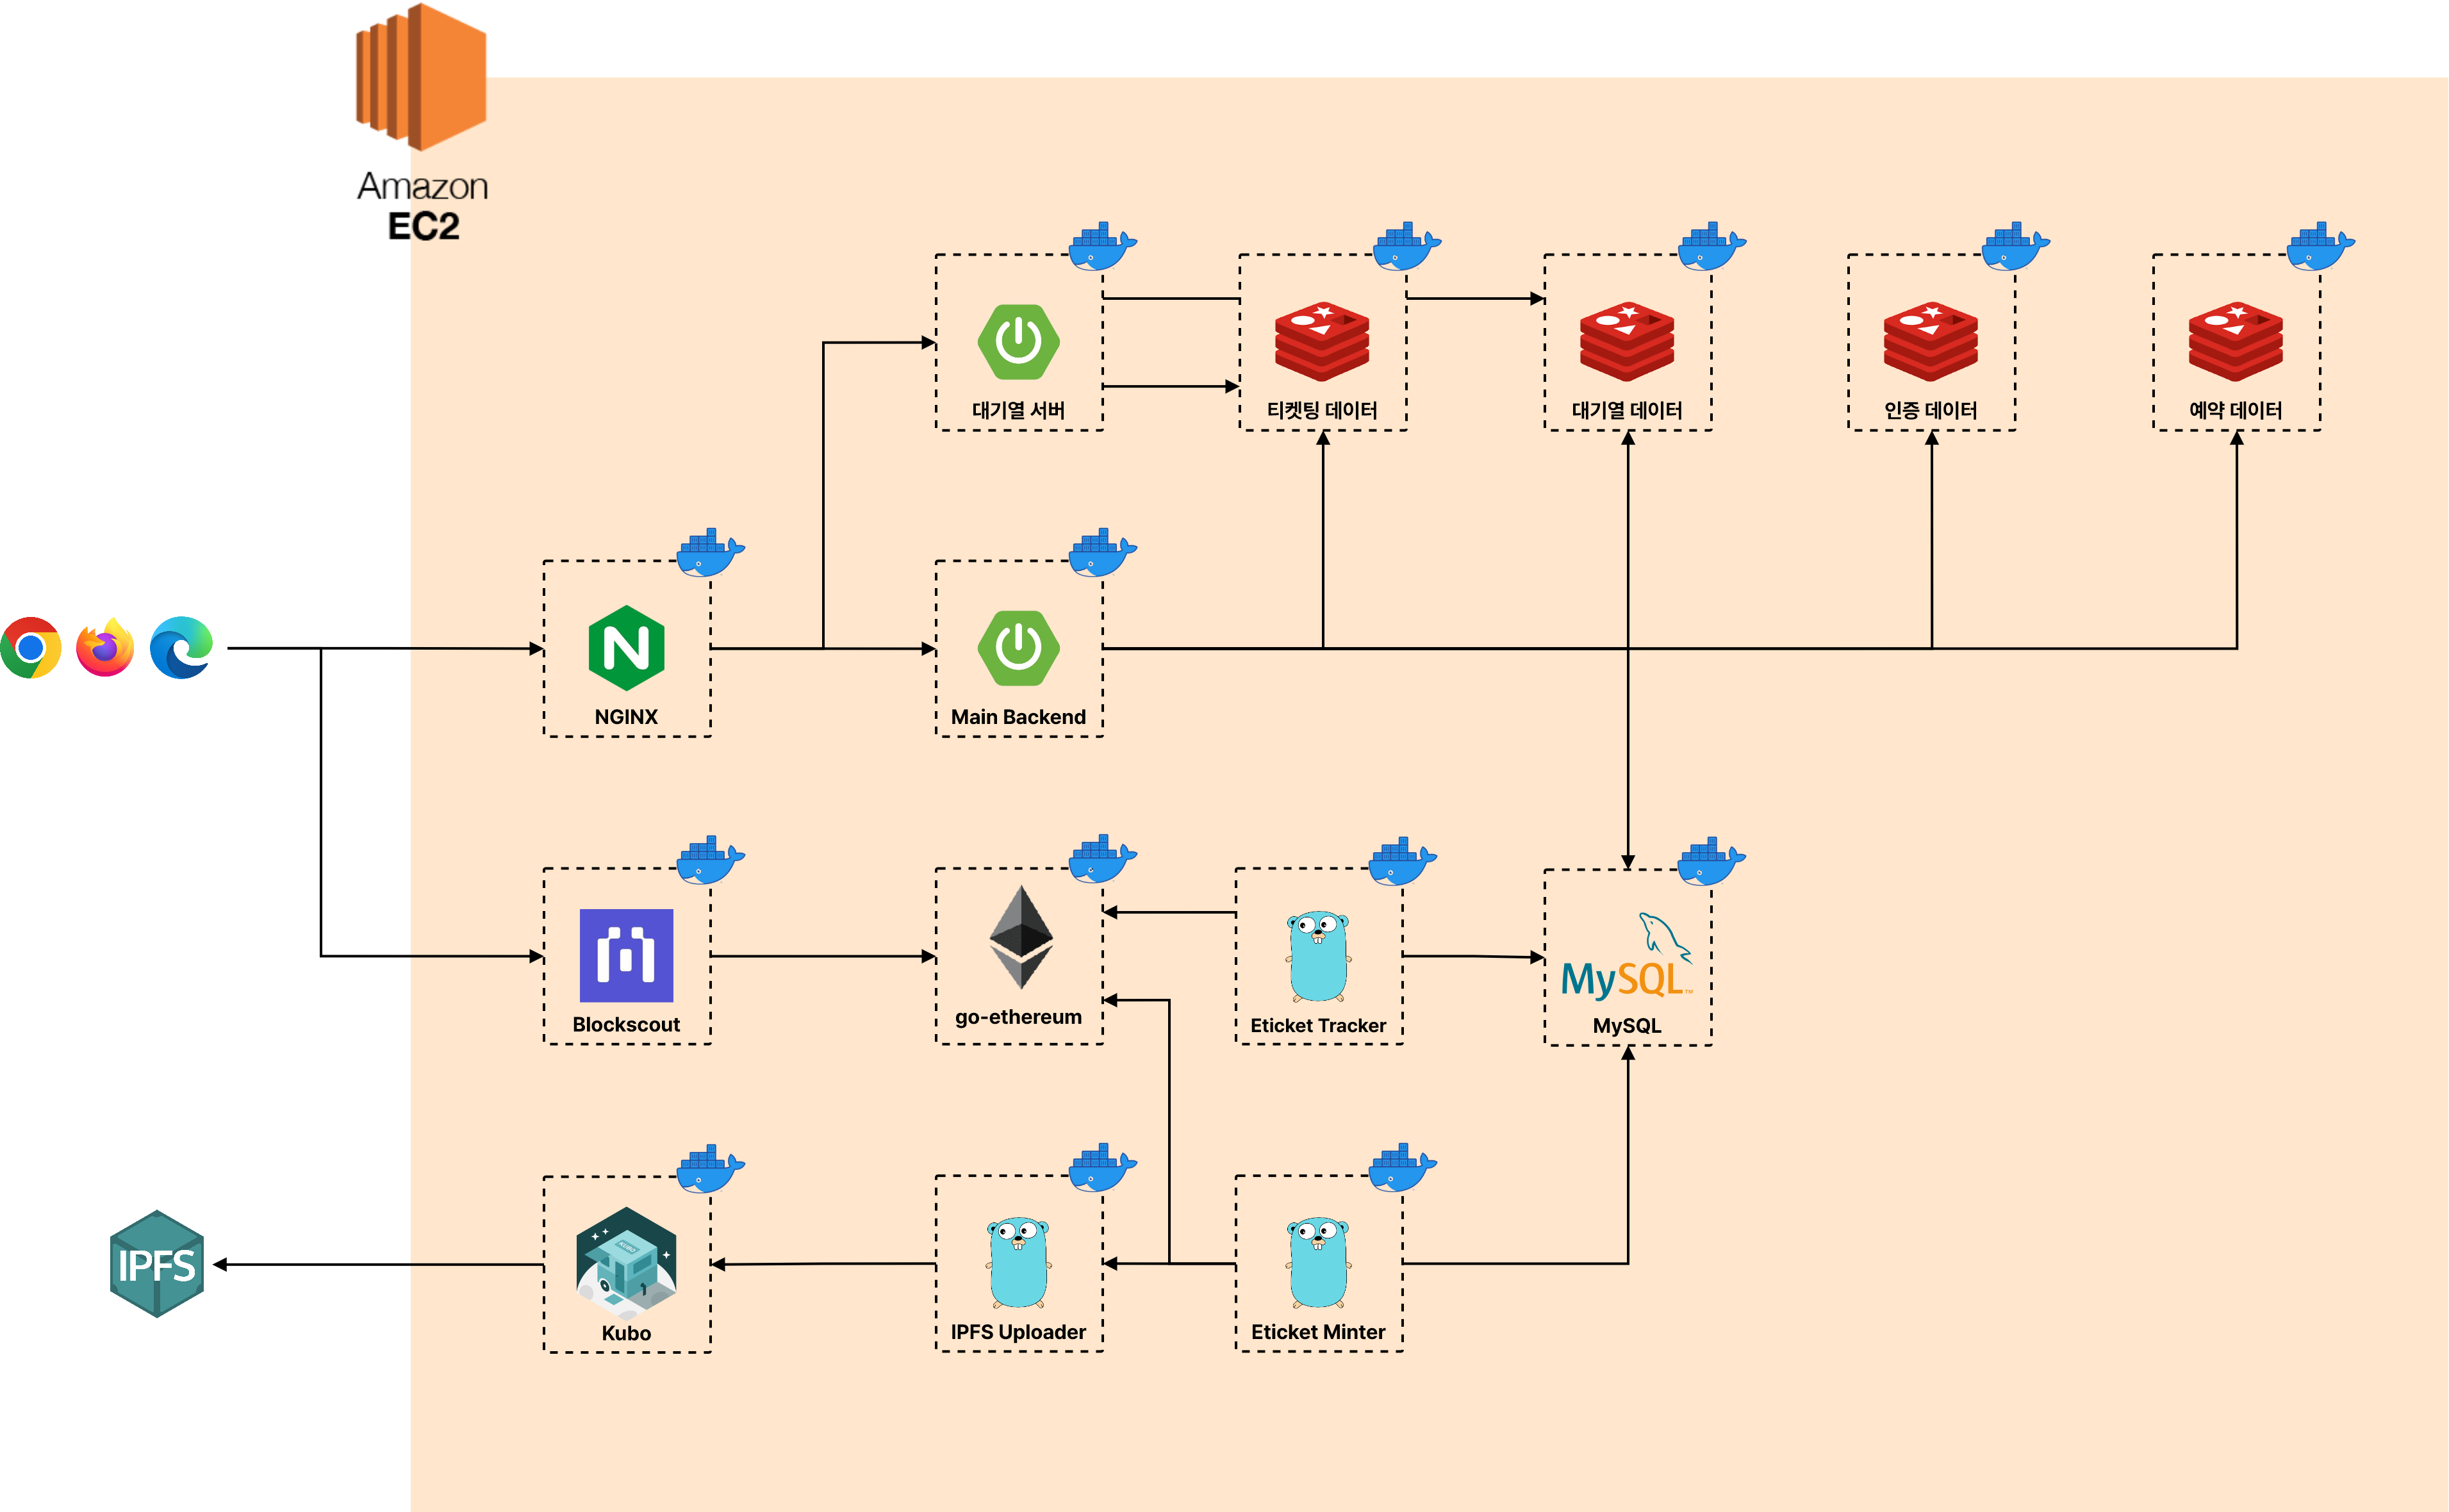 Amazon
EC2
대기열 서버
티켓팅 데이터
대기열 데이터
인증 데이터
예약 데이터
NGINX
Main Backend
Blockscout
go-ethereum
Eticket Tracker
MySQL™
MySQL
IPFS
Kubo
IPFS Uploader
Eticket Minter